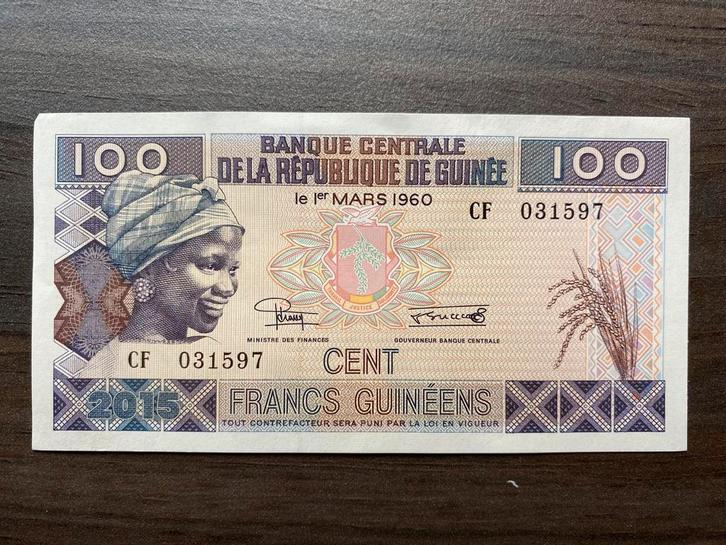 100
BANQUE CENTRALE
DE LA RÉPUBLIQUE DE GUINÉE
100
le 1er MARS 1960
CF 031597
JUSTICE
MINISTRE DES FINANCES
GOUVERNEUR BANQUE CENTRALE
CF 031597
CENT
2015
FRANCS GUINÉENS
TOUT CONTREFACTEUR SERA PUNI PAR LA LOI EN VIGUEUR